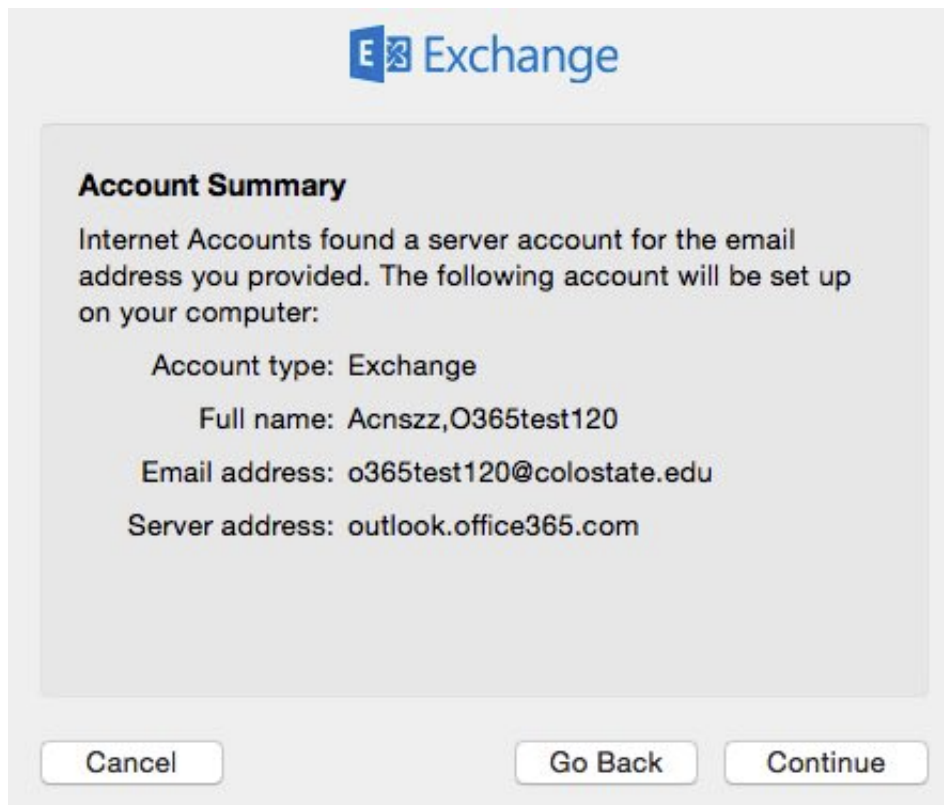 Exchange
Account Summary
Internet Accounts found a server account for the email
address you provided. The following account will be set up
on your computer:
Account type: Exchange
Full name: Acnszz,O365test120
Email address: o365test120@colostate.edu
Server address: outlook.office365.com
Cancel Go Back Continue